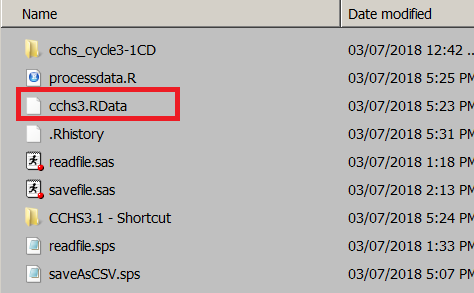 Name Date modified
cchs_cycle3-1CD 03/07/2018 12:42 ..
processdata.R 03/07/2018 5:25 PM
cchs3.RData 03/07/2018 5:23 PM
.Rhistory 03/07/2018 5:31 PM
readfile.sas 03/07/2018 1:18 PM
savefile.sas 03/07/2018 2:13 PM
CCHS3.1 - Shortcut 03/07/2018 5:24 PM
readfile.sps 03/07/2018 1:33 PM
saveAsCSV.sps 03/07/2018 5:07 PM